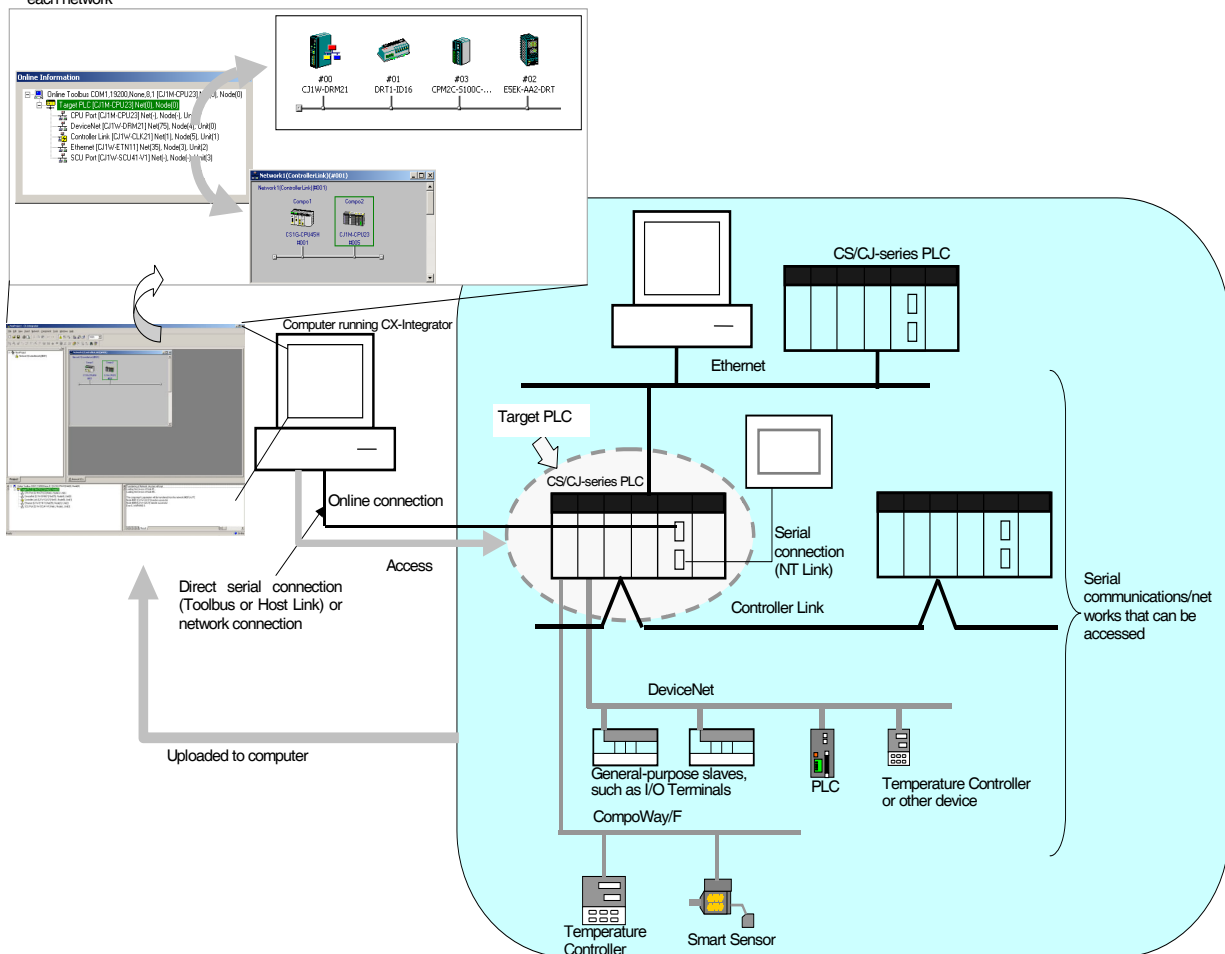 each network
Online Information
Online Toolbus COM1,19200,None,8,1 [CJ1M-CPU23] Net(0), Node(0)
Target PLC [CJ1M-CPU23] Net(0), Node(0)
CPU Port [CJ1M-CPU23] Net(-), Node(-),
DeviceNet [CJ1W-DRM21] Net(75), Node(4), Unit(0)
Controller Link [CJ1W-CLK21] Net(1), Node(5), Unit(1)
Ethernet [CJ1W-ETN11] Net(35), Node(3), Unit(2)
SCU Port [CJ1W-SCU41-V1] Net(-), Node(-), Unit(3)
#00
CJ1W-DRM21
#01
DRT1-ID16
#03
CPM2C-S100C-...
#02
E5EK-AA2-DRT
Network1(ControllerLink)(#001)
Network1(ControllerLink)(#001)
Compo1
Compo2
CS1G-CPU45H
#001
CJ1M-CPU23
#005
Computer running CX-Integrator
CS/CJ-series PLC
Ethernet
Target PLC
CS/CJ-series PLC
Online connection
Access
Serial
connection
(NT Link)
Direct serial connection
(Toolbus or Host Link) or
network connection
Controller Link
Serial
communications/net
works that can be
accessed
DeviceNet
Uploaded to computer
General-purpose slaves,
such as I/O Terminals
PLC
Temperature Controller
or other device
CompoWay/F
Temperature
Controller
Smart Sensor